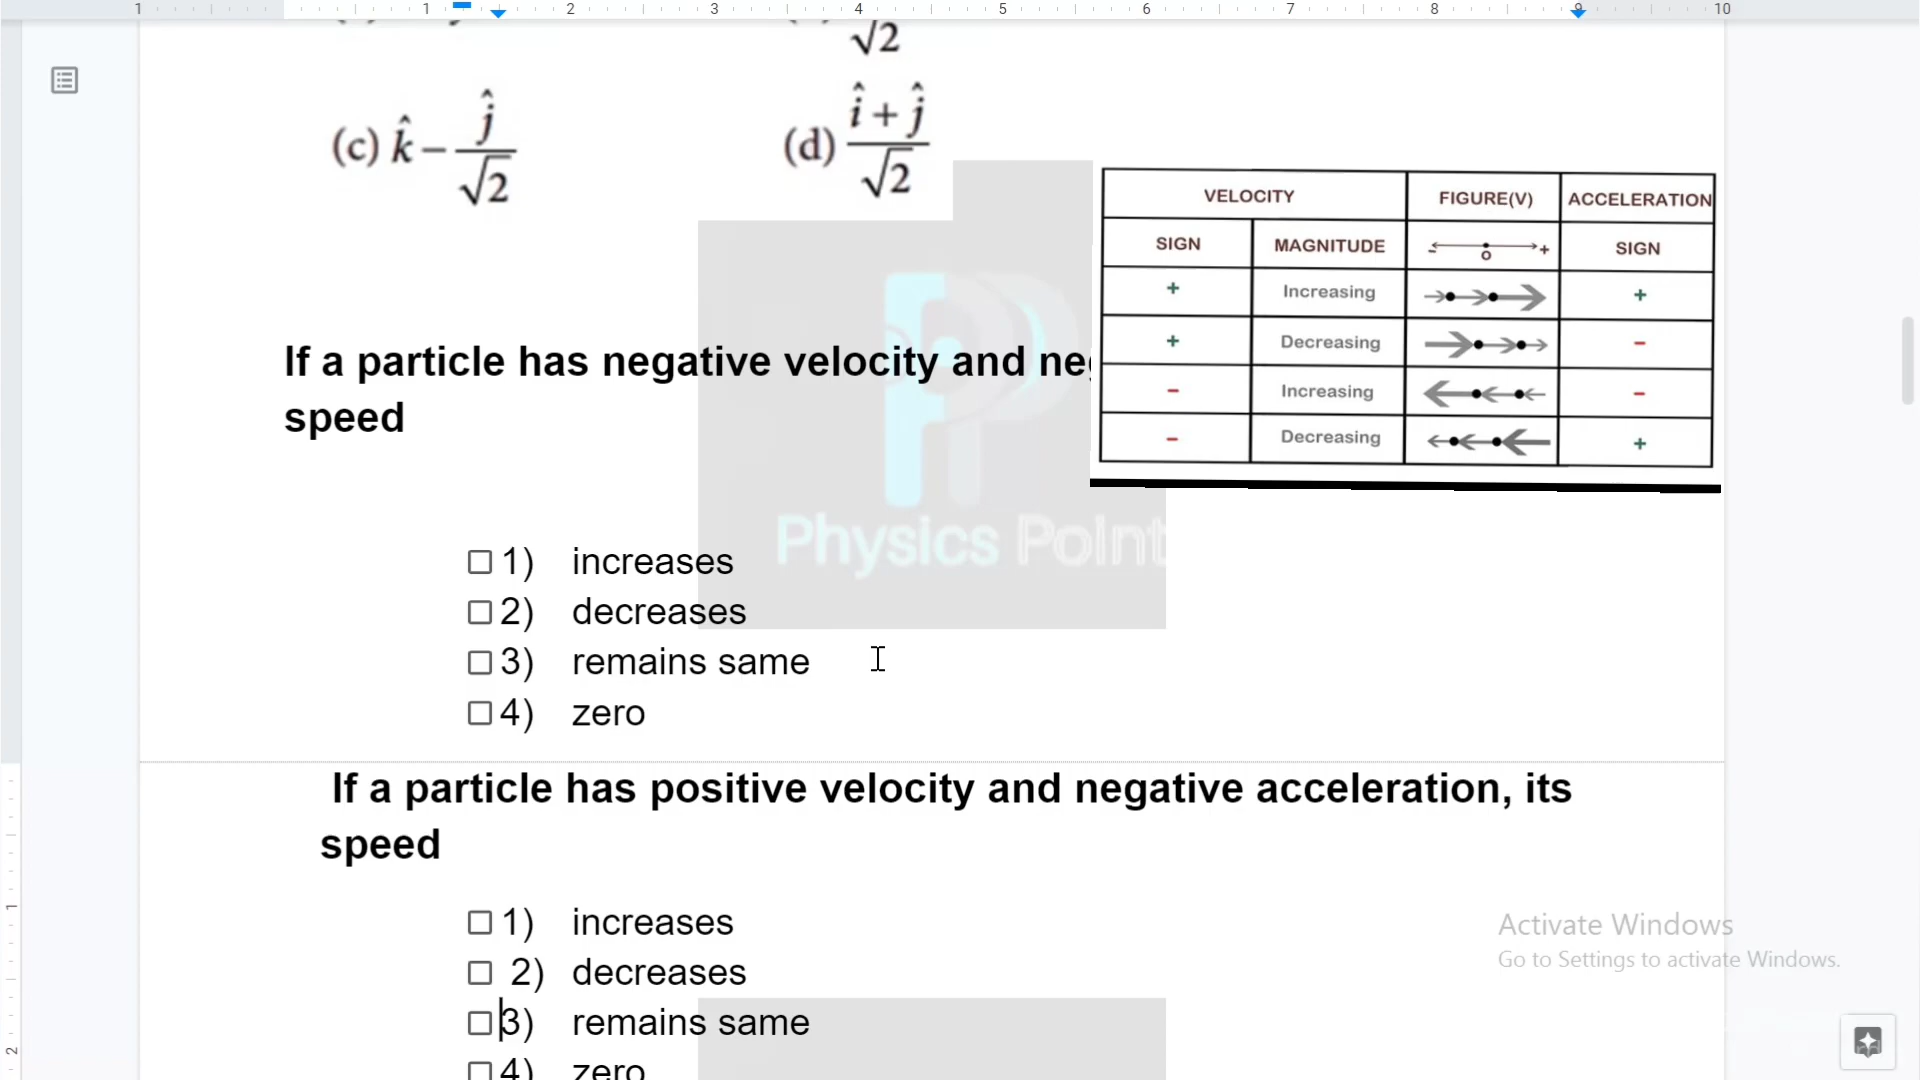 1 1 2 3 4 5 6 7 8 9 10
√2
(c) k̂ − ĵ/√2 (d) (î + ĵ)/√2
VELOCITY FIGURE(V) ACCELERATION
SIGN MAGNITUDE - O + SIGN
+ Increasing +
+ Decreasing -
- Increasing -
- Decreasing +
If a particle has negative velocity and neg
speed
Physics Point
1) increases
2) decreases
3) remains same
4) zero
If a particle has positive velocity and negative acceleration, its
speed
1) increases
2) decreases
3) remains same
4) zero
Activate Windows
Go to Settings to activate Windows.
1
2